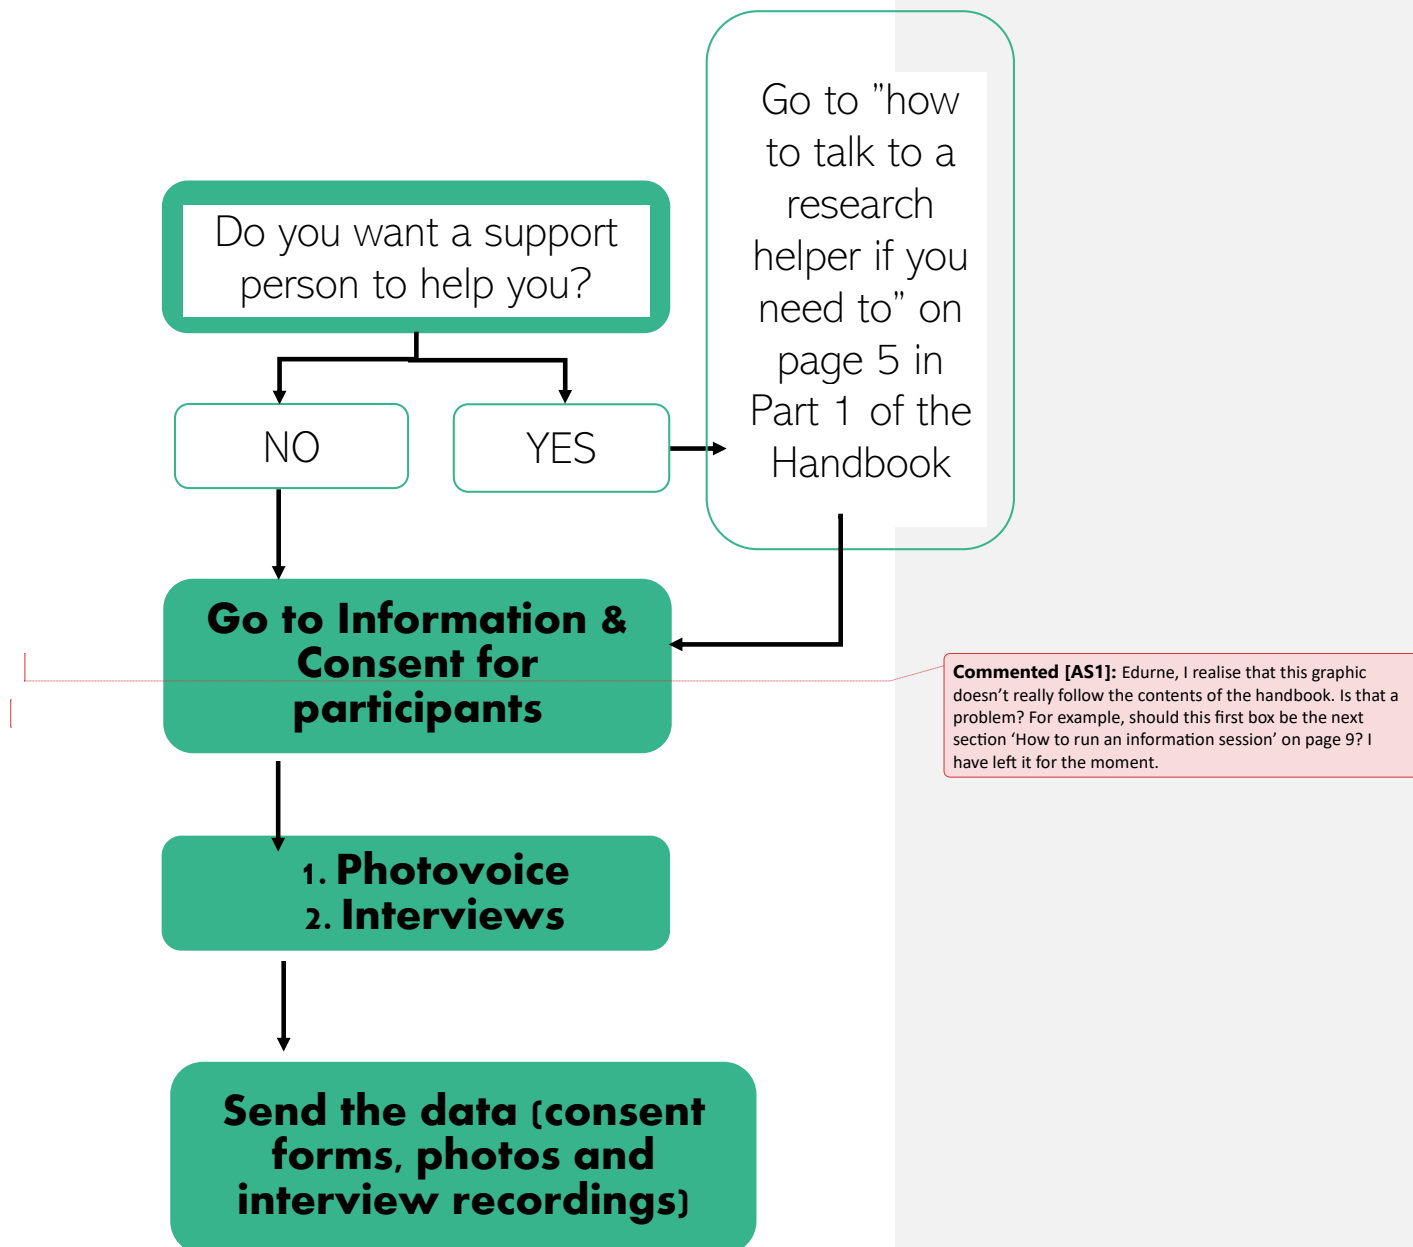 Do you want a support
person to help you?
NO
YES
Go to ”how
to talk to a
research
helper if you
need to” on
page 5 in
Part 1 of the
Handbook
Go to Information &
Consent for
participants
Commented [AS1]: Edurne, I realise that this graphic
doesn’t really follow the contents of the handbook. Is that a
problem? For example, should this first box be the next
section ‘How to run an information session’ on page 9? I
have left it for the moment.
1. Photovoice
2. Interviews
Send the data (consent
forms, photos and
interview recordings)